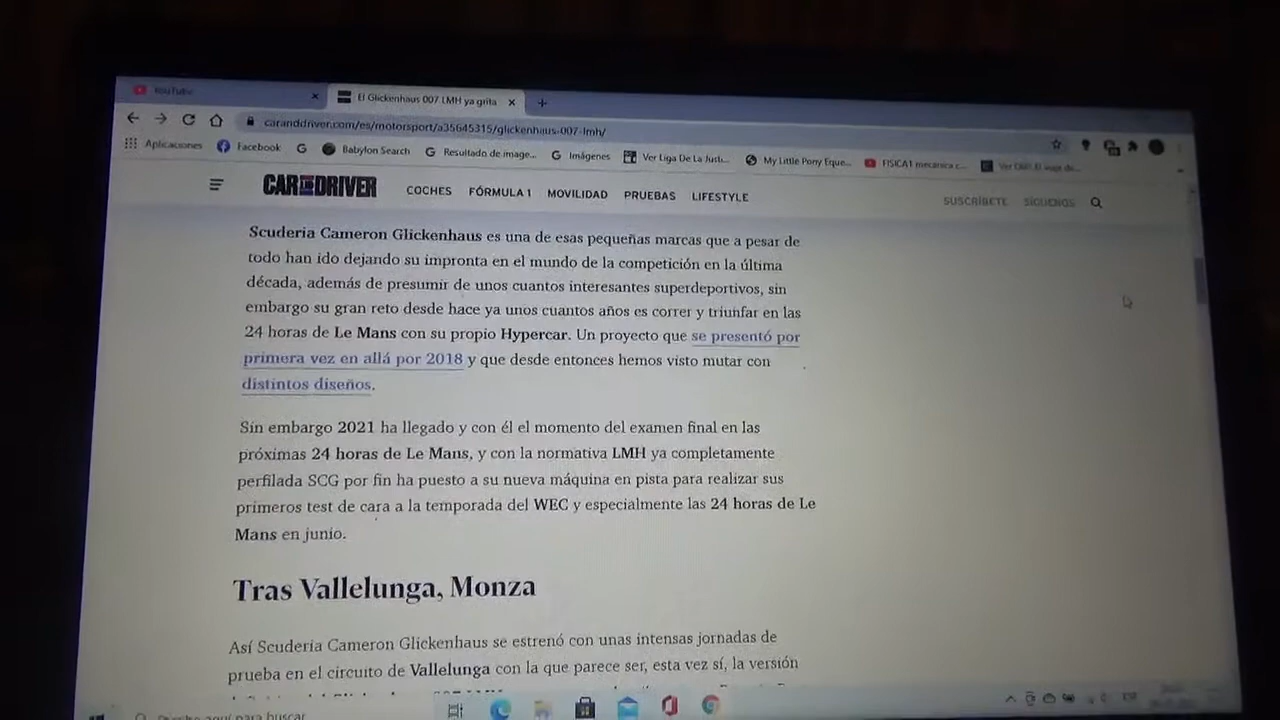 YouTube
El Glickenhaus 007 LMH ya grita
caranddriver.com/es/motorsport/a35645315/glickenhaus-007-lmh/
Aplicaciones
Facebook
Babylon Search
Resultado de image...
Imágenes
Ver Liga De La Justi...
My Little Pony Eque...
FISICA1 mecanica c...
CAR AND DRIVER
COCHES
FÓRMULA 1
MOVILIDAD
PRUEBAS
LIFESTYLE
SUSCRÍBETE
SÍGUENOS
Scuderia Cameron Glickenhaus es una de esas pequeñas marcas que a pesar de
todo han ido dejando su impronta en el mundo de la competición en la última
década, además de presumir de unos cuantos interesantes superdeportivos, sin
embargo su gran reto desde hace ya unos cuantos años es correr y triunfar en las
24 horas de Le Mans con su propio Hypercar. Un proyecto que se presentó por
primera vez en allá por 2018 y que desde entonces hemos visto mutar con
distintos diseños.
Sin embargo 2021 ha llegado y con él el momento del examen final en las
próximas 24 horas de Le Mans, y con la normativa LMH ya completamente
perfilada SCG por fin ha puesto a su nueva máquina en pista para realizar sus
primeros test de cara a la temporada del WEC y especialmente las 24 horas de Le
Mans en junio.
Tras Vallelunga, Monza
Así Scuderia Cameron Glickenhaus se estrenó con unas intensas jornadas de
prueba en el circuito de Vallelunga con la que parece ser, esta vez sí, la versión
aquí para buscar